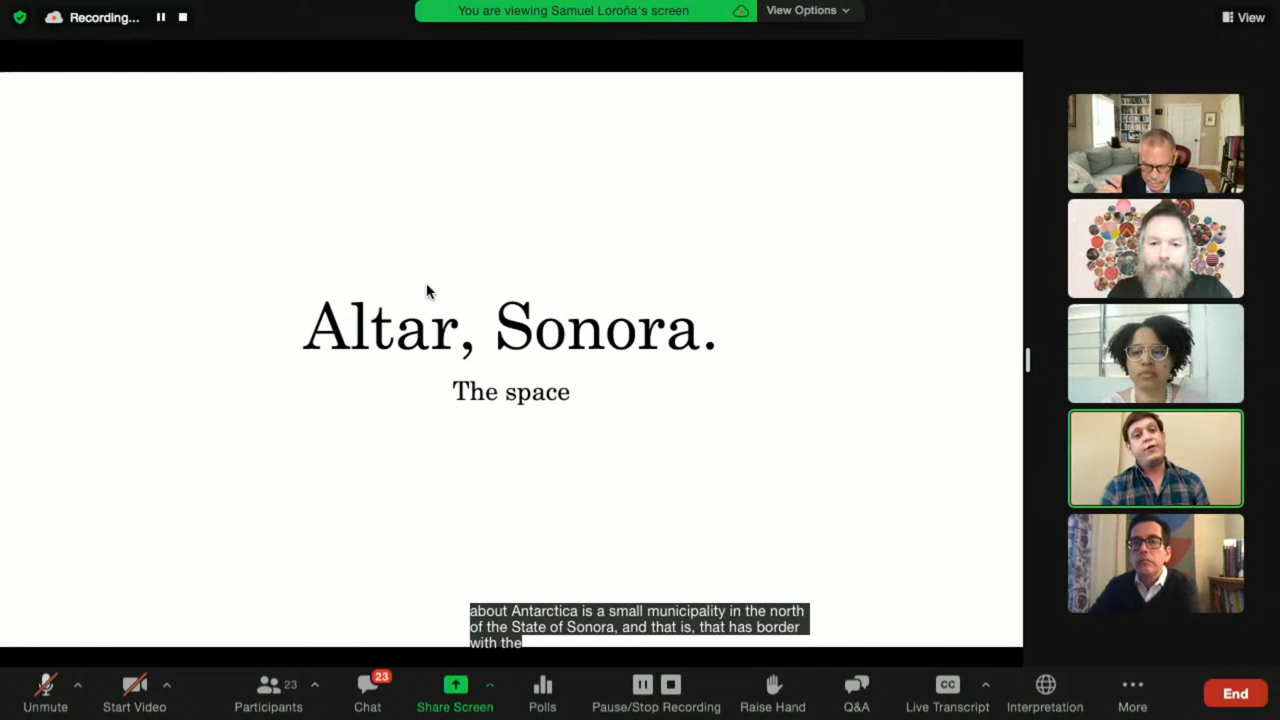 Recording...
You are viewing Samuel Loroña's screen
View Options
View
Altar, Sonora.
The space
about Antarctica is a small municipality in the north
of the State of Sonora, and that is, that has border
with the
Unmute
Start Video
23
Participants
23
Chat
Share Screen
Polls
Pause/Stop Recording
Raise Hand
Q&A
CC
Live Transcript
Interpretation
More
End